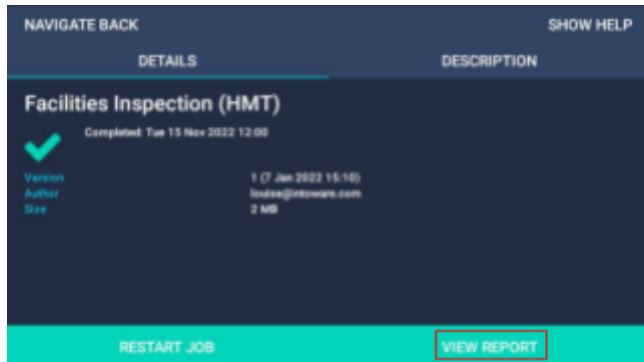 NAVIGATE BACK SHOW HELP
DETAILS DESCRIPTION
Facilities Inspection (HMT)
Completed: Tue 15 Nov 2022 12:00
Version 1 (7 Jan 2022 15:10)
Author louise@intoware.com
Size 2 MB
RESTART JOB VIEW REPORT